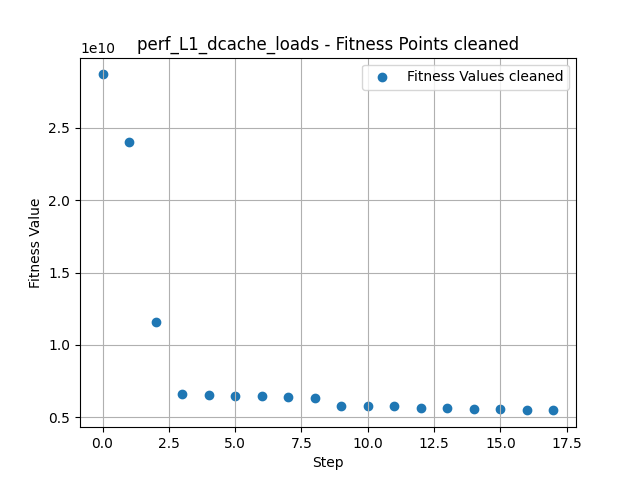 perf_L1_dcache_loads - Fitness Points cleaned
1e10
Fitness Values cleaned
2.5
2.0
1.5
1.0
0.5
Fitness Value
0.0 2.5 5.0 7.5 10.0 12.5 15.0 17.5
Step